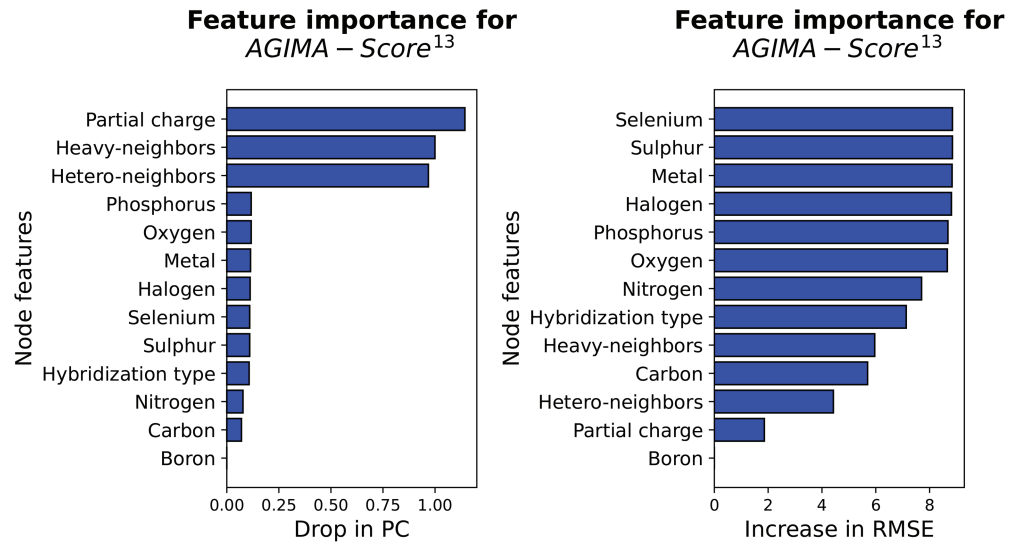 Feature importance for
AGIMA − Score¹³
Node features
Partial charge
Heavy-neighbors
Hetero-neighbors
Phosphorus
Oxygen
Metal
Halogen
Selenium
Sulphur
Hybridization type
Nitrogen
Carbon
Boron
0.00 0.25 0.50 0.75 1.00
Drop in PC
Feature importance for
AGIMA − Score¹³
Node features
Selenium
Sulphur
Metal
Halogen
Phosphorus
Oxygen
Nitrogen
Hybridization type
Heavy-neighbors
Carbon
Hetero-neighbors
Partial charge
Boron
0 2 4 6 8
Increase in RMSE